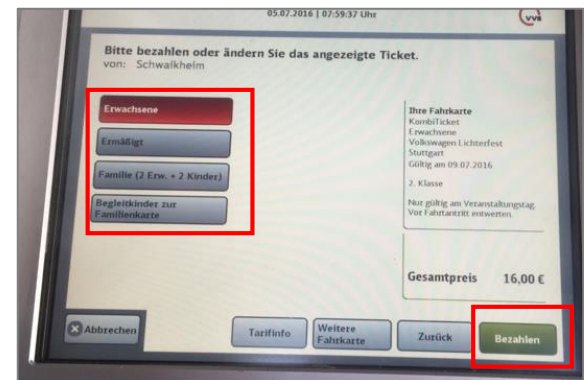 05.07.2016 | 07:59:37 Uhr
vvs
Bitte bezahlen oder ändern Sie das angezeigte Ticket.
von: Schwaikheim
Erwachsene
Ermäßigt
Familie (2 Erw. + 2 Kinder)
Begleitkinder zur
Familienkarte
Ihre Fahrkarte
KombiTicket
Erwachsene
Volkswagen Lichterfest
Stuttgart
Gültig am 09.07.2016
2. Klasse
Nur gültig am Veranstaltungstag.
Vor Fahrtantritt entwerten.
Gesamtpreis 16,00 €
Abbrechen
Tarifinfo
Weitere
Fahrkarte
Zurück
Bezahlen